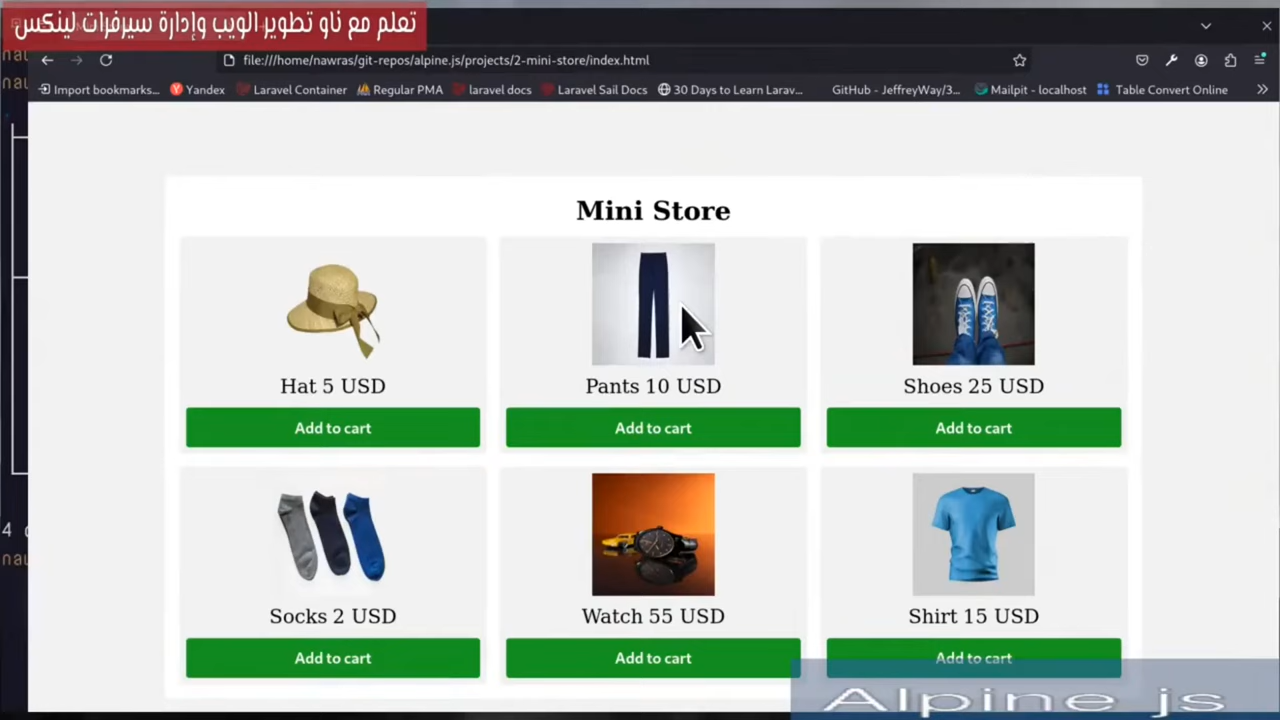 تعلم مع ناو تطوير الويب وإدارة سيرفرات لينكس
file:///home/nawras/git-repos/alpine.js/projects/2-mini-store/index.html
Import bookmarks... Yandex Laravel Container Regular PMA laravel docs Laravel Sail Docs 30 Days to Learn Larav... GitHub - JeffreyWay/3... Mailpit - localhost Table Convert Online
Mini Store
Hat 5 USD Pants 10 USD Shoes 25 USD
Add to cart Add to cart Add to cart
Socks 2 USD Watch 55 USD Shirt 15 USD
Add to cart Add to cart Add to cart
Alpine js